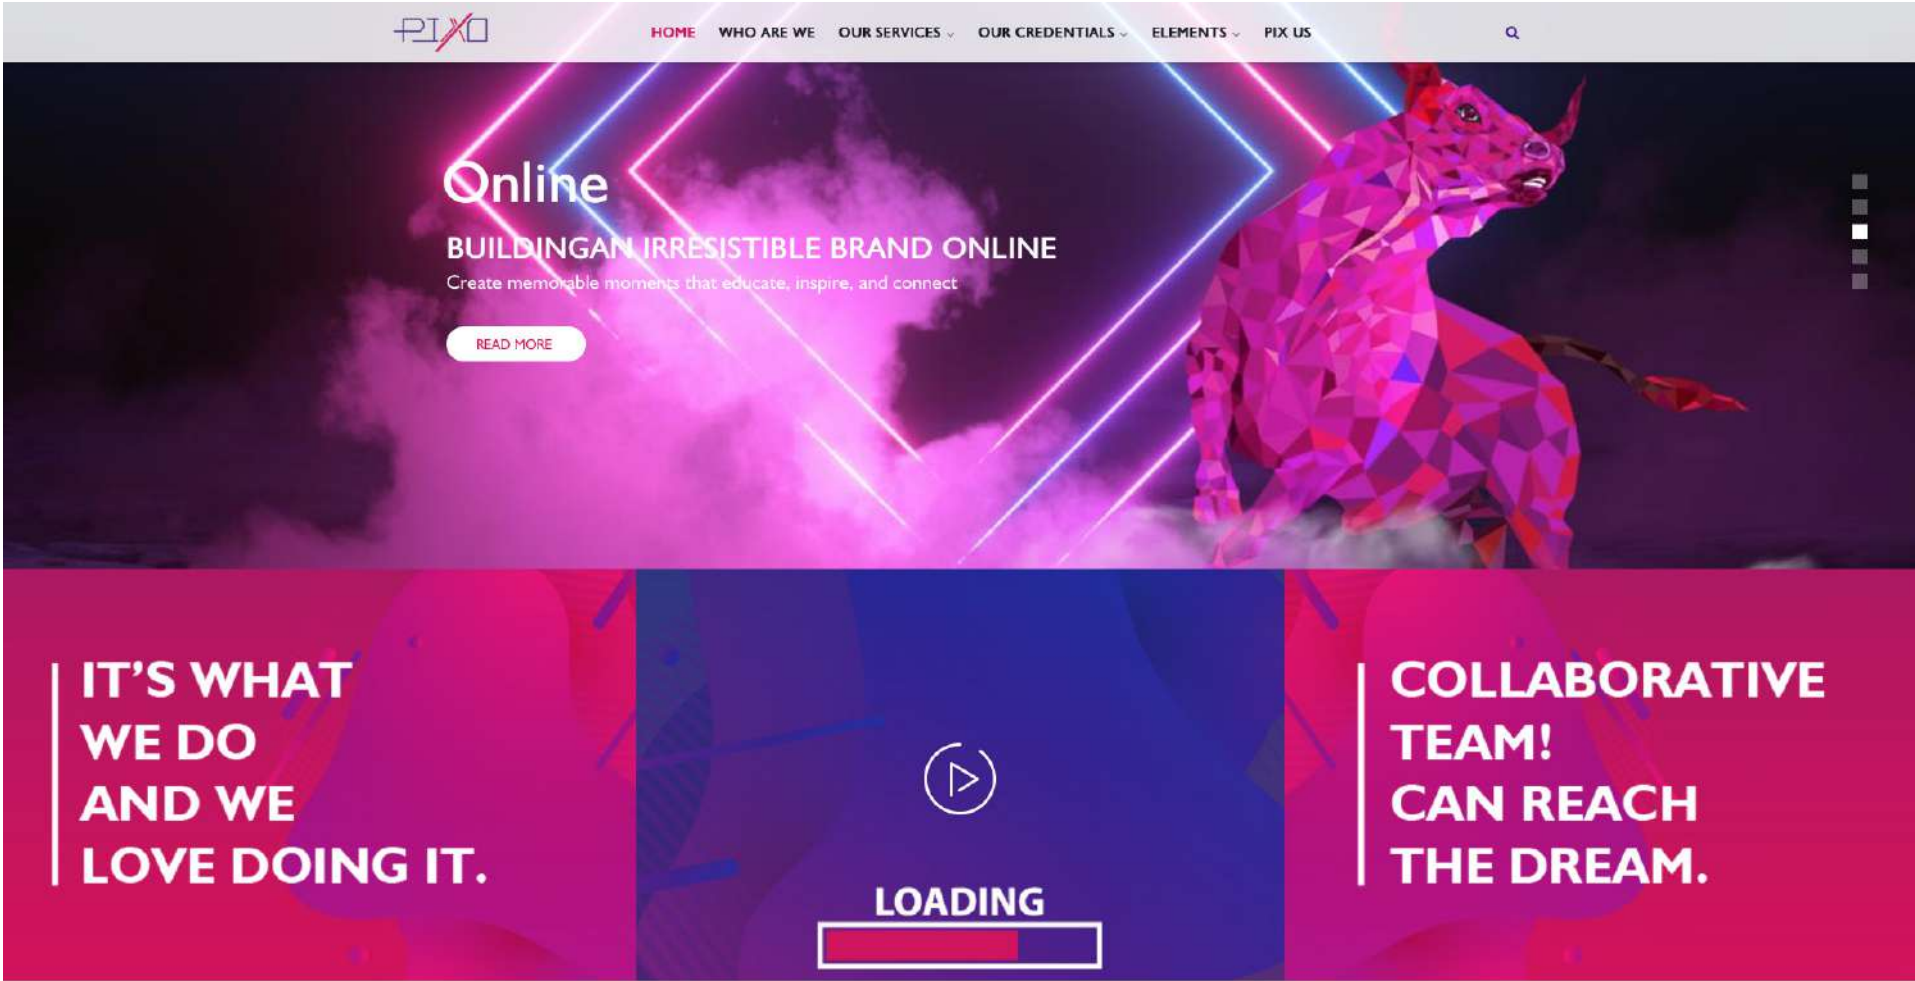 PIXO
HOME WHO ARE WE OUR SERVICES OUR CREDENTIALS ELEMENTS PIX US
Online
BUILDINGAN IRRESISTIBLE BRAND ONLINE
Create memorable moments that educate, inspire, and connect
READ MORE
IT'S WHAT
WE DO
AND WE
LOVE DOING IT.
LOADING
COLLABORATIVE
TEAM!
CAN REACH
THE DREAM.